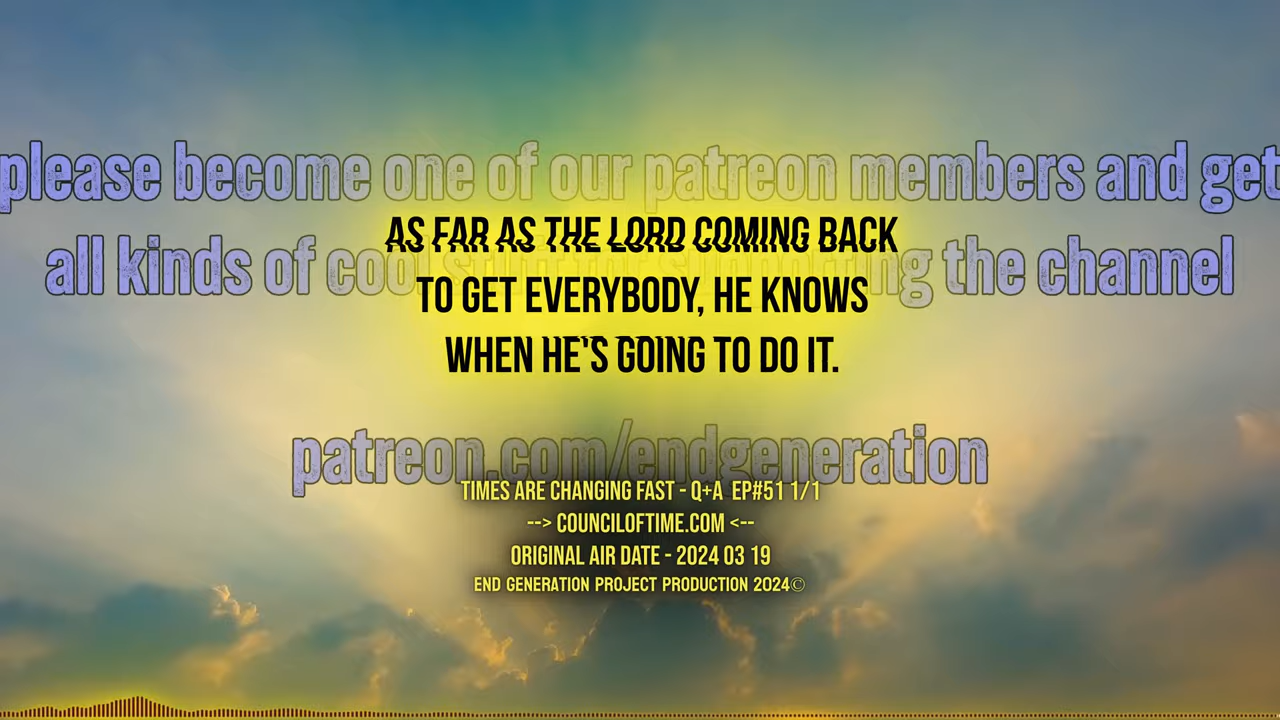 please become one of our patreon members and get
AS FAR AS THE LORD COMING BACK
all kinds of cool stuff for supporting the channel
TO GET EVERYBODY, HE KNOWS
WHEN HE'S GOING TO DO IT.
patreon.com/endgeneration
TIMES ARE CHANGING FAST - Q+A EP#51 1/1
--> COUNCILOFTIME.COM <--
ORIGINAL AIR DATE - 2024 03 19
END GENERATION PROJECT PRODUCTION 2024©